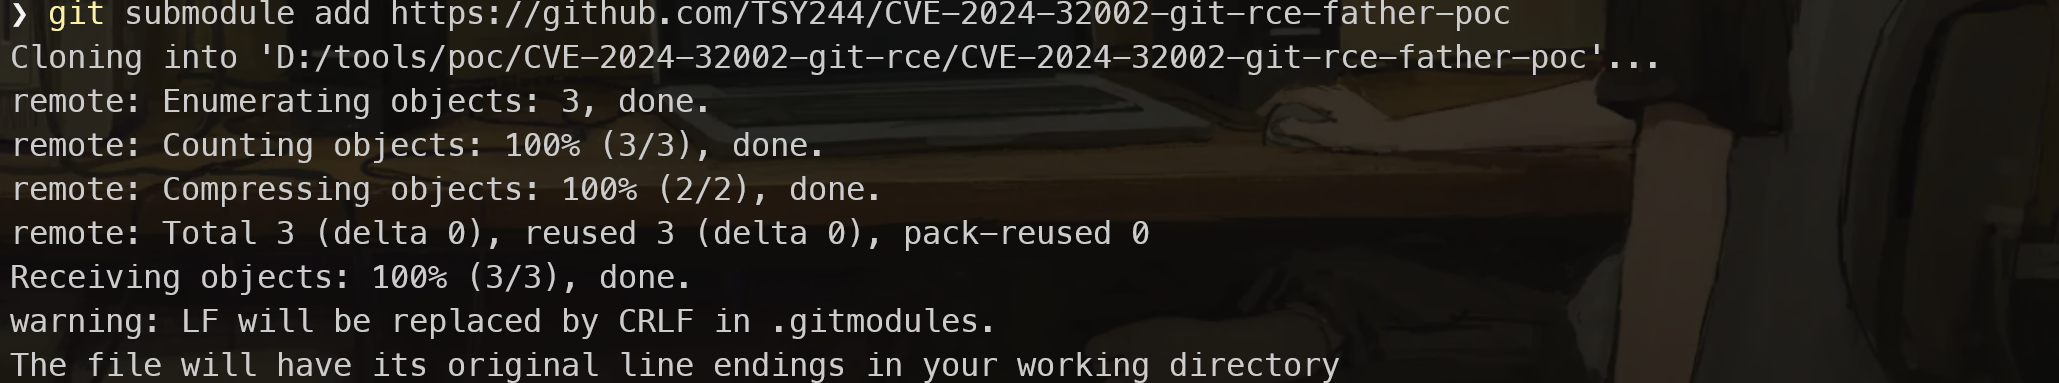 ❯ git submodule add https://github.com/TSY244/CVE-2024-32002-git-rce-father-poc
Cloning into 'D:/tools/poc/CVE-2024-32002-git-rce/CVE-2024-32002-git-rce-father-poc'...
remote: Enumerating objects: 3, done.
remote: Counting objects: 100% (3/3), done.
remote: Compressing objects: 100% (2/2), done.
remote: Total 3 (delta 0), reused 3 (delta 0), pack-reused 0
Receiving objects: 100% (3/3), done.
warning: LF will be replaced by CRLF in .gitmodules.
The file will have its original line endings in your working directory